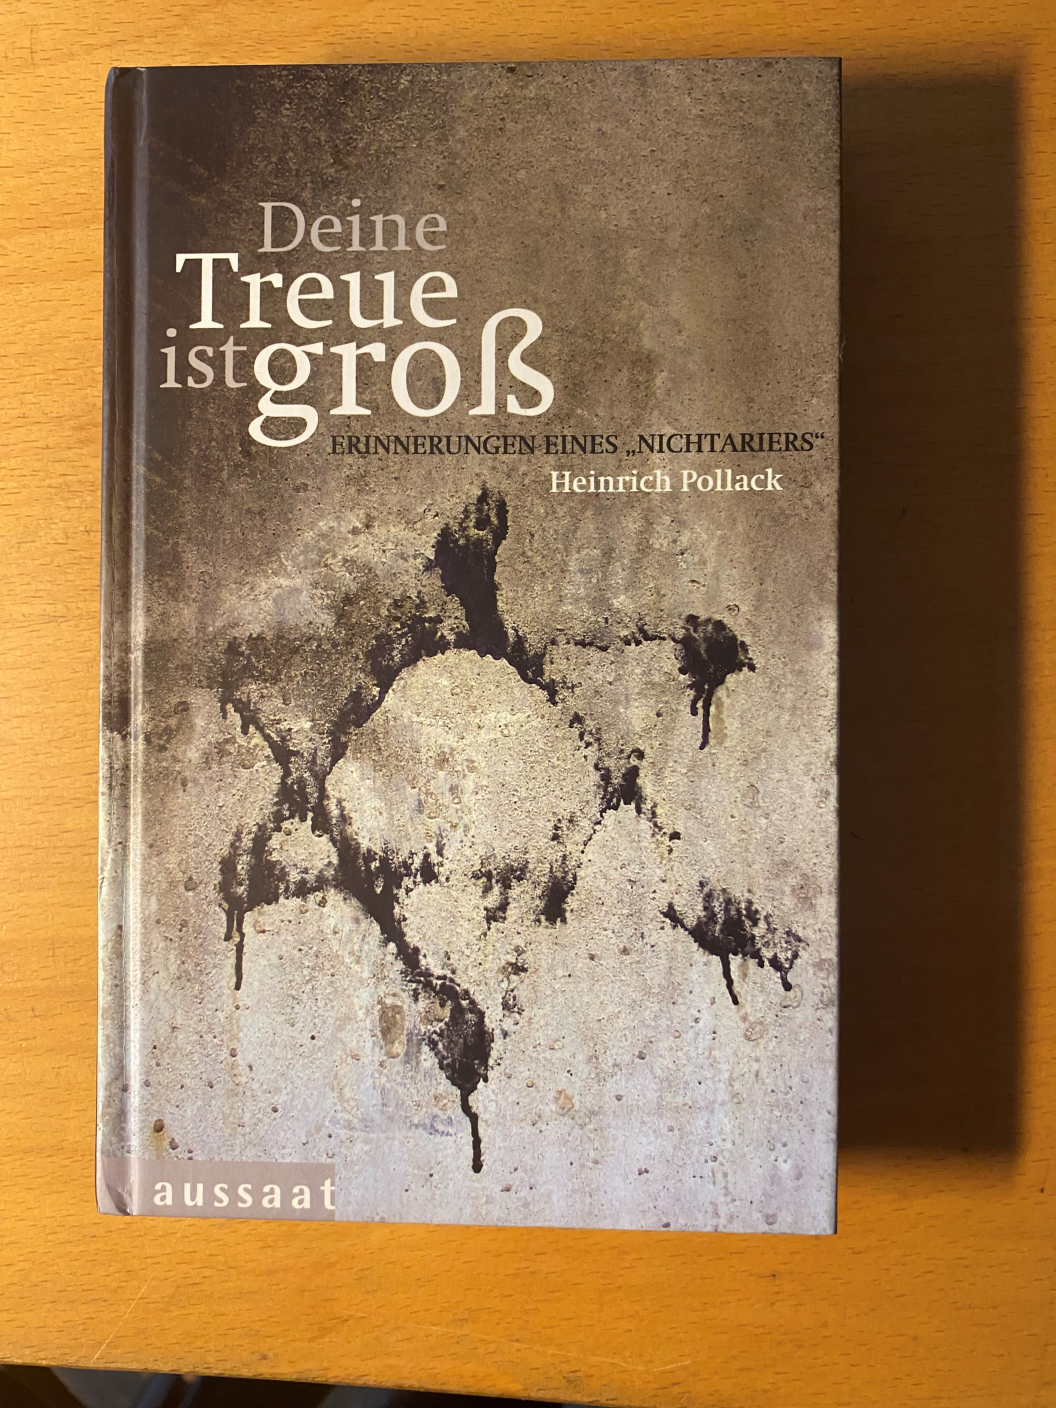 Deine
Treue
ist groß
ERINNERUNGEN EINES „NICHTARIERS“
Heinrich Pollack
aussaat